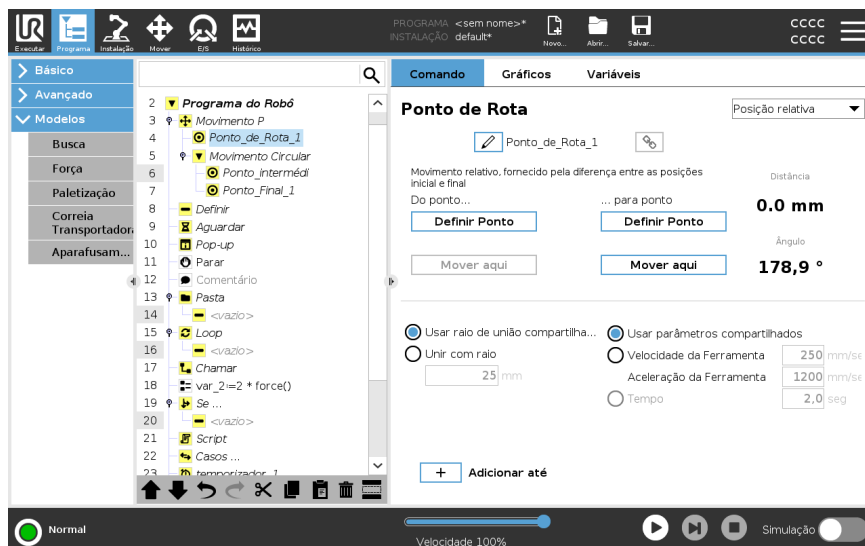 PROGRAMA <sem nome>*
INSTALAÇÃO default*
Executar
Programa
Instalação
Mover
E/S
Histórico
Novo...
Abrir...
Salvar...
CCCC
CCCC
Básico
Avançado
Modelos
Busca
Força
Paletização
Correia
Transportador
Aparafusam...
2 Programa do Robô
3 Movimento P
4 Ponto_de_Rota_1
5 Movimento Circular
6 Ponto_intermédi
7 Ponto_Final_1
8 Definir
9 Aguardar
10 Pop-up
11 Parar
12 Comentário
13 Pasta
14 <vazio>
15 Loop
16 <vazio>
17 Chamar
18 var_2:=2 * force()
19 Se ...
20 <vazio>
21 Script
22 Casos ...
23 temporizador_1
Comando
Gráficos
Variáveis
Ponto de Rota
Posição relativa
Ponto_de_Rota_1
Movimento relativo, fornecido pela diferença entre as posições
inicial e final
Do ponto...
... para ponto
Definir Ponto
Definir Ponto
Mover aqui
Mover aqui
Distância
0.0 mm
Ângulo
178,9 °
Usar raio de união compartilha...
Unir com raio
25 mm
Usar parâmetros compartilhados
Velocidade da Ferramenta 250 mm/se
Aceleração da Ferramenta 1200 mm/se
Tempo 2,0 seg
+ Adicionar até
Normal
Velocidade 100%
Simulação